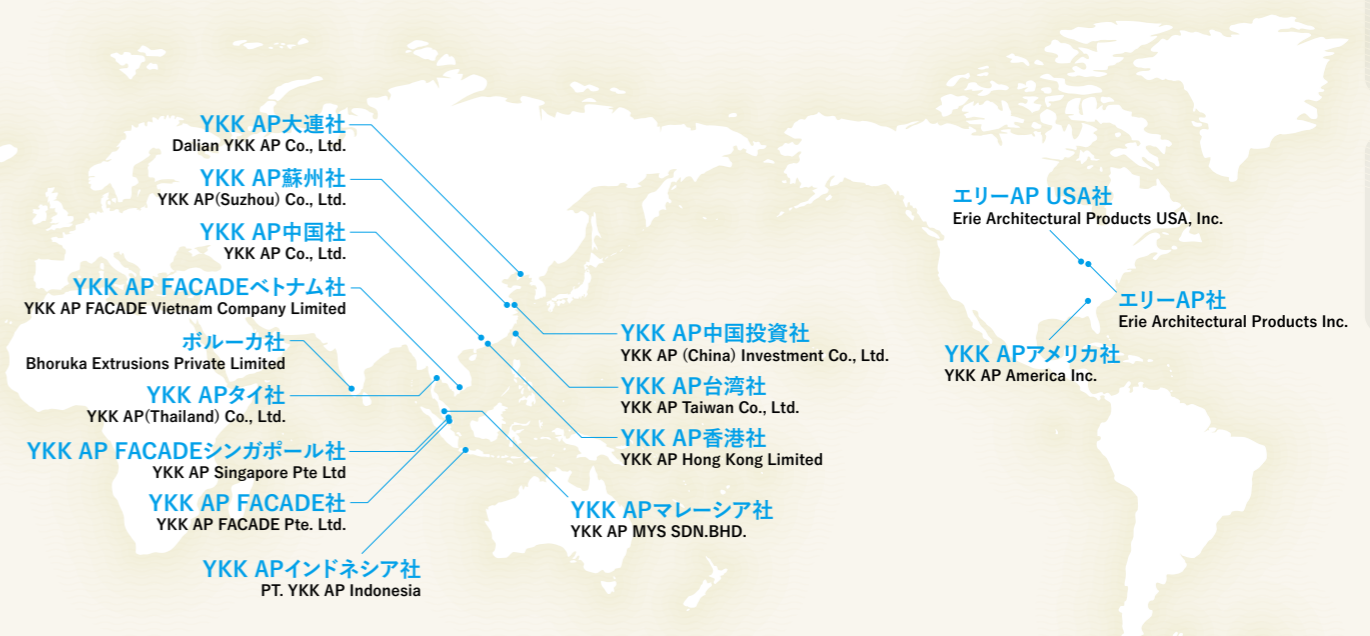 YKK AP大連社
Dalian YKK AP Co., Ltd.
YKK AP蘇州社
YKK AP(Suzhou) Co., Ltd.
YKK AP中国社
YKK AP Co., Ltd.
YKK AP FACADEベトナム社
YKK AP FACADE Vietnam Company Limited
ボルーカ社
Bhoruka Extrusions Private Limited
YKK APタイ社
YKK AP(Thailand) Co., Ltd.
YKK AP FACADEシンガポール社
YKK AP Singapore Pte Ltd
YKK AP FACADE社
YKK AP FACADE Pte. Ltd.
YKK APインドネシア社
PT. YKK AP Indonesia
YKK AP中国投資社
YKK AP (China) Investment Co., Ltd.
YKK AP台湾社
YKK AP Taiwan Co., Ltd.
YKK AP香港社
YKK AP Hong Kong Limited
YKK APマレーシア社
YKK AP MYS SDN.BHD.
エリーAP USA社
Erie Architectural Products USA, Inc.
エリーAP社
Erie Architectural Products Inc.
YKK APアメリカ社
YKK AP America Inc.